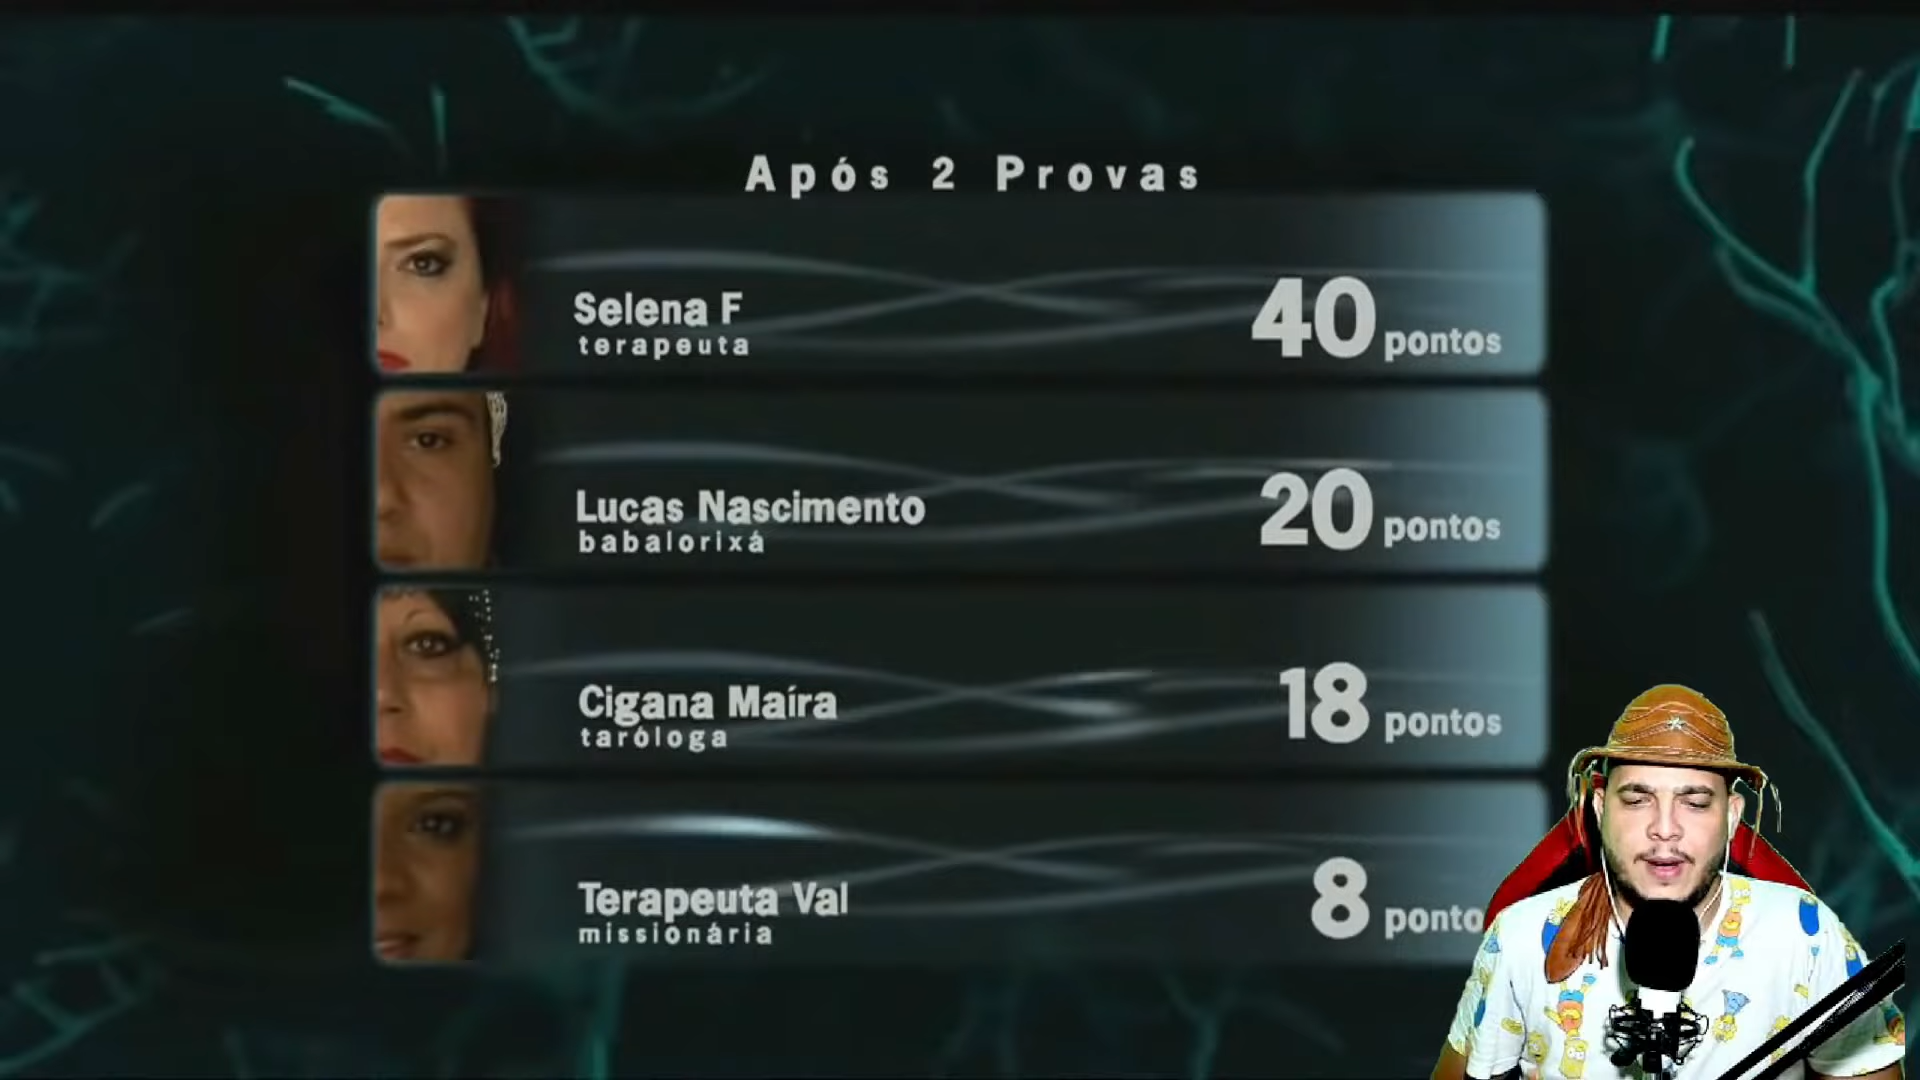 Após 2 Provas
Selena F
terapeuta
40 pontos
Lucas Nascimento
babalorixá
20 pontos
Cigana Maíra
taróloga
18 pontos
Terapeuta Val
missionária
8 ponto